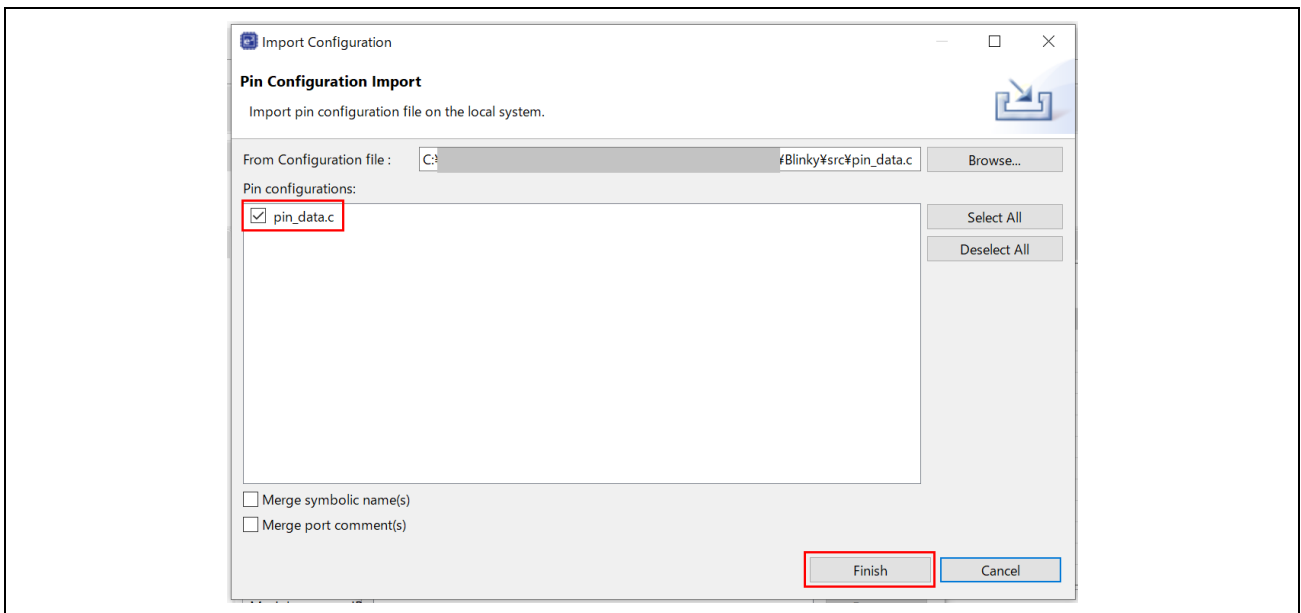 Import Configuration
Pin Configuration Import
Import pin configuration file on the local system.
From Configuration file : C:¥ ¥Blinky¥src¥pin_data.c Browse...
Pin configurations:
pin_data.c
Select All
Deselect All
Merge symbolic name(s)
Merge port comment(s)
Finish Cancel